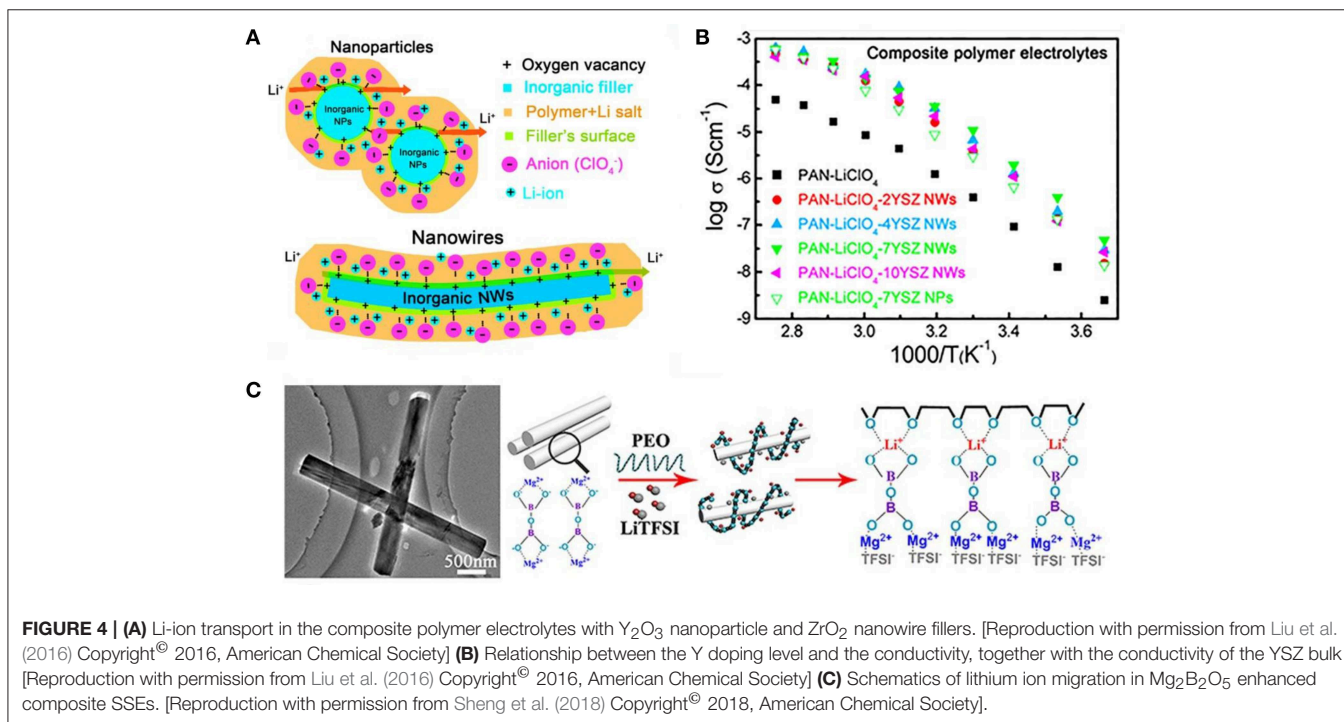 A
Nanoparticles
Li⁺
Inorganic
NPs
Inorganic
NPs
Li⁺
+ Oxygen vacancy
Inorganic filler
Polymer+Li salt
Filler's surface
Anion (ClO₄⁻)
Li-ion
Nanowires
Li⁺
Li⁺
Inorganic NWs
B
Composite polymer electrolytes
log σ (Scm⁻¹)
-3
-4
-5
-6
-7
-8
-9
PAN-LiClO₄
PAN-LiClO₄-2YSZ NWs
PAN-LiClO₄-4YSZ NWs
PAN-LiClO₄-7YSZ NWs
PAN-LiClO₄-10YSZ NWs
PAN-LiClO₄-7YSZ NPs
2.8 3.0 3.2 3.4 3.6
1000/T(K⁻¹)
C
500nm
Mg²⁺ Mg²⁺
O O⁻ O O⁻
B B
O O
B B
⁻O O ⁻O O
Mg²⁺ Mg²⁺
PEO
LiTFSI
O O O O O O
Li⁺ Li⁺ Li⁺
O O O O O O
B B B
O O O
B B B
O O O O O O
Mg²⁺ Mg²⁺ Mg²⁺ Mg²⁺ Mg²⁺ Mg²⁺
TFSI⁻ TFSI⁻ TFSI⁻ TFSI⁻ TFSI⁻ TFSI⁻
FIGURE 4 | (A) Li-ion transport in the composite polymer electrolytes with Y₂O₃ nanoparticle and ZrO₂ nanowire fillers. [Reproduction with permission from Liu et al.
(2016) Copyright© 2016, American Chemical Society] (B) Relationship between the Y doping level and the conductivity, together with the conductivity of the YSZ bulk
[Reproduction with permission from Liu et al. (2016) Copyright© 2016, American Chemical Society] (C) Schematics of lithium ion migration in Mg₂B₂O₅ enhanced
composite SSEs. [Reproduction with permission from Sheng et al. (2018) Copyright© 2018, American Chemical Society].